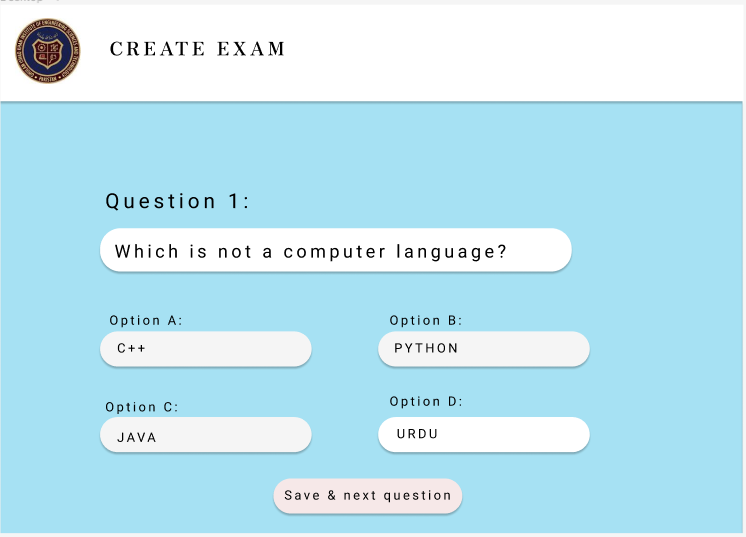 CREATE EXAM
Question 1:
Which is not a computer language?
Option A:
Option B:
C++
PYTHON
Option C:
Option D:
JAVA
URDU
Save & next question